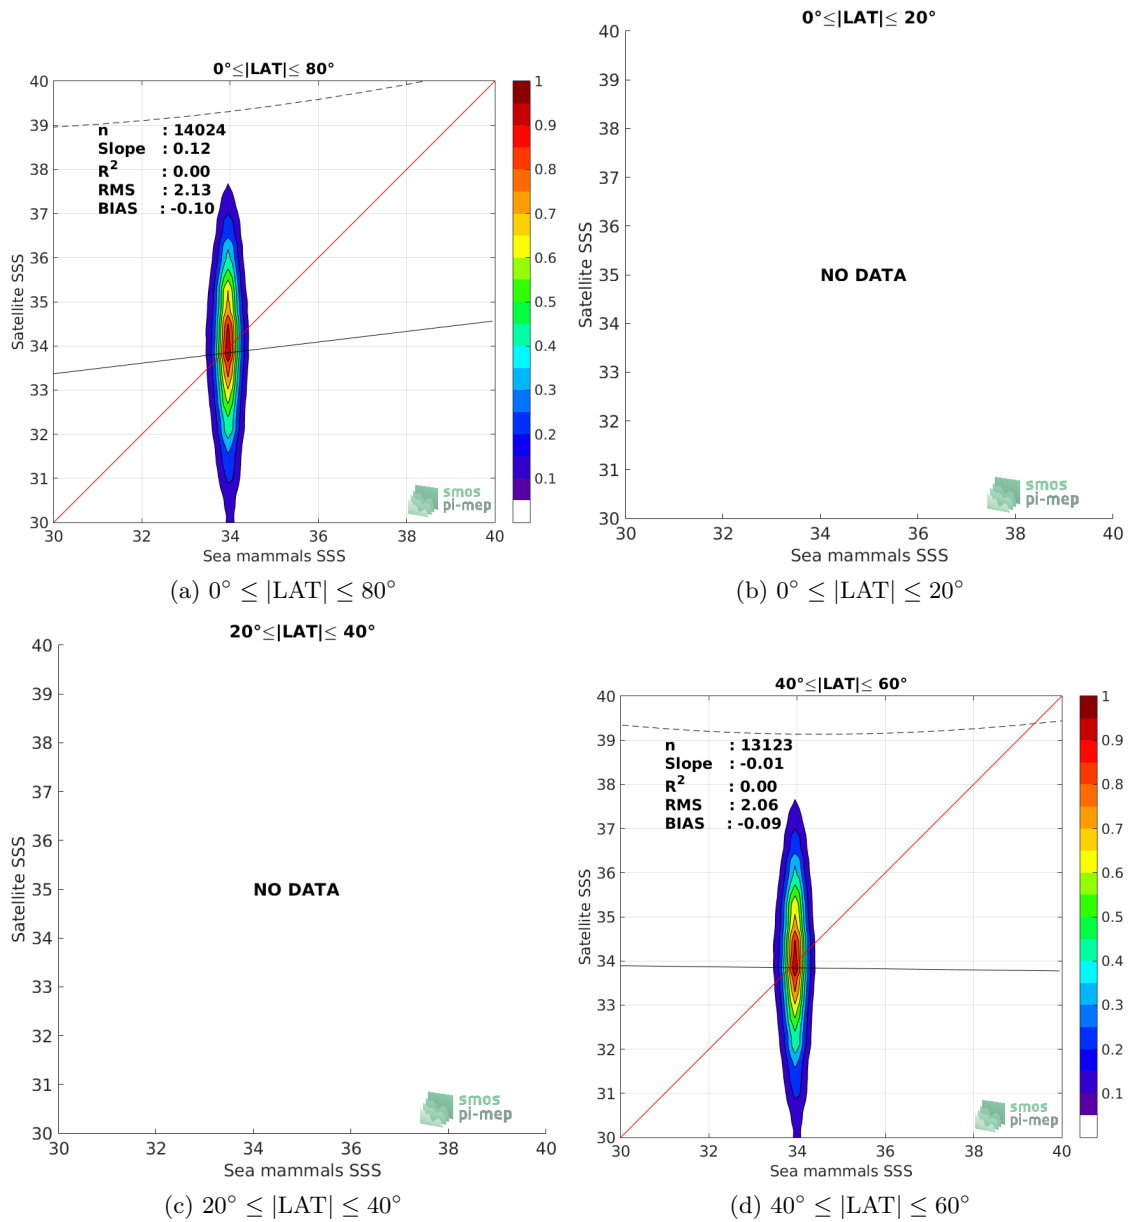 0°≤|LAT|≤ 80°
40
39
38
37
36
35
34
33
32
31
30
Satellite SSS
n : 14024
Slope : 0.12
R² : 0.00
RMS : 2.13
BIAS : -0.10
smos
pi-mep
30 32 34 36 38 40
Sea mammals SSS
1
0.9
0.8
0.7
0.6
0.5
0.4
0.3
0.2
0.1
(a) 0° ≤ |LAT| ≤ 80°
0°≤|LAT|≤ 20°
40
39
38
37
36
35
34
33
32
31
30
Satellite SSS
NO DATA
smos
pi-mep
30 32 34 36 38 40
Sea mammals SSS
(b) 0° ≤ |LAT| ≤ 20°
20°≤|LAT|≤ 40°
40
39
38
37
36
35
34
33
32
31
30
Satellite SSS
NO DATA
smos
pi-mep
30 32 34 36 38 40
Sea mammals SSS
(c) 20° ≤ |LAT| ≤ 40°
40°≤|LAT|≤ 60°
40
39
38
37
36
35
34
33
32
31
30
Satellite SSS
n : 13123
Slope : -0.01
R² : 0.00
RMS : 2.06
BIAS : -0.09
smos
pi-mep
30 32 34 36 38 40
Sea mammals SSS
1
0.9
0.8
0.7
0.6
0.5
0.4
0.3
0.2
0.1
(d) 40° ≤ |LAT| ≤ 60°